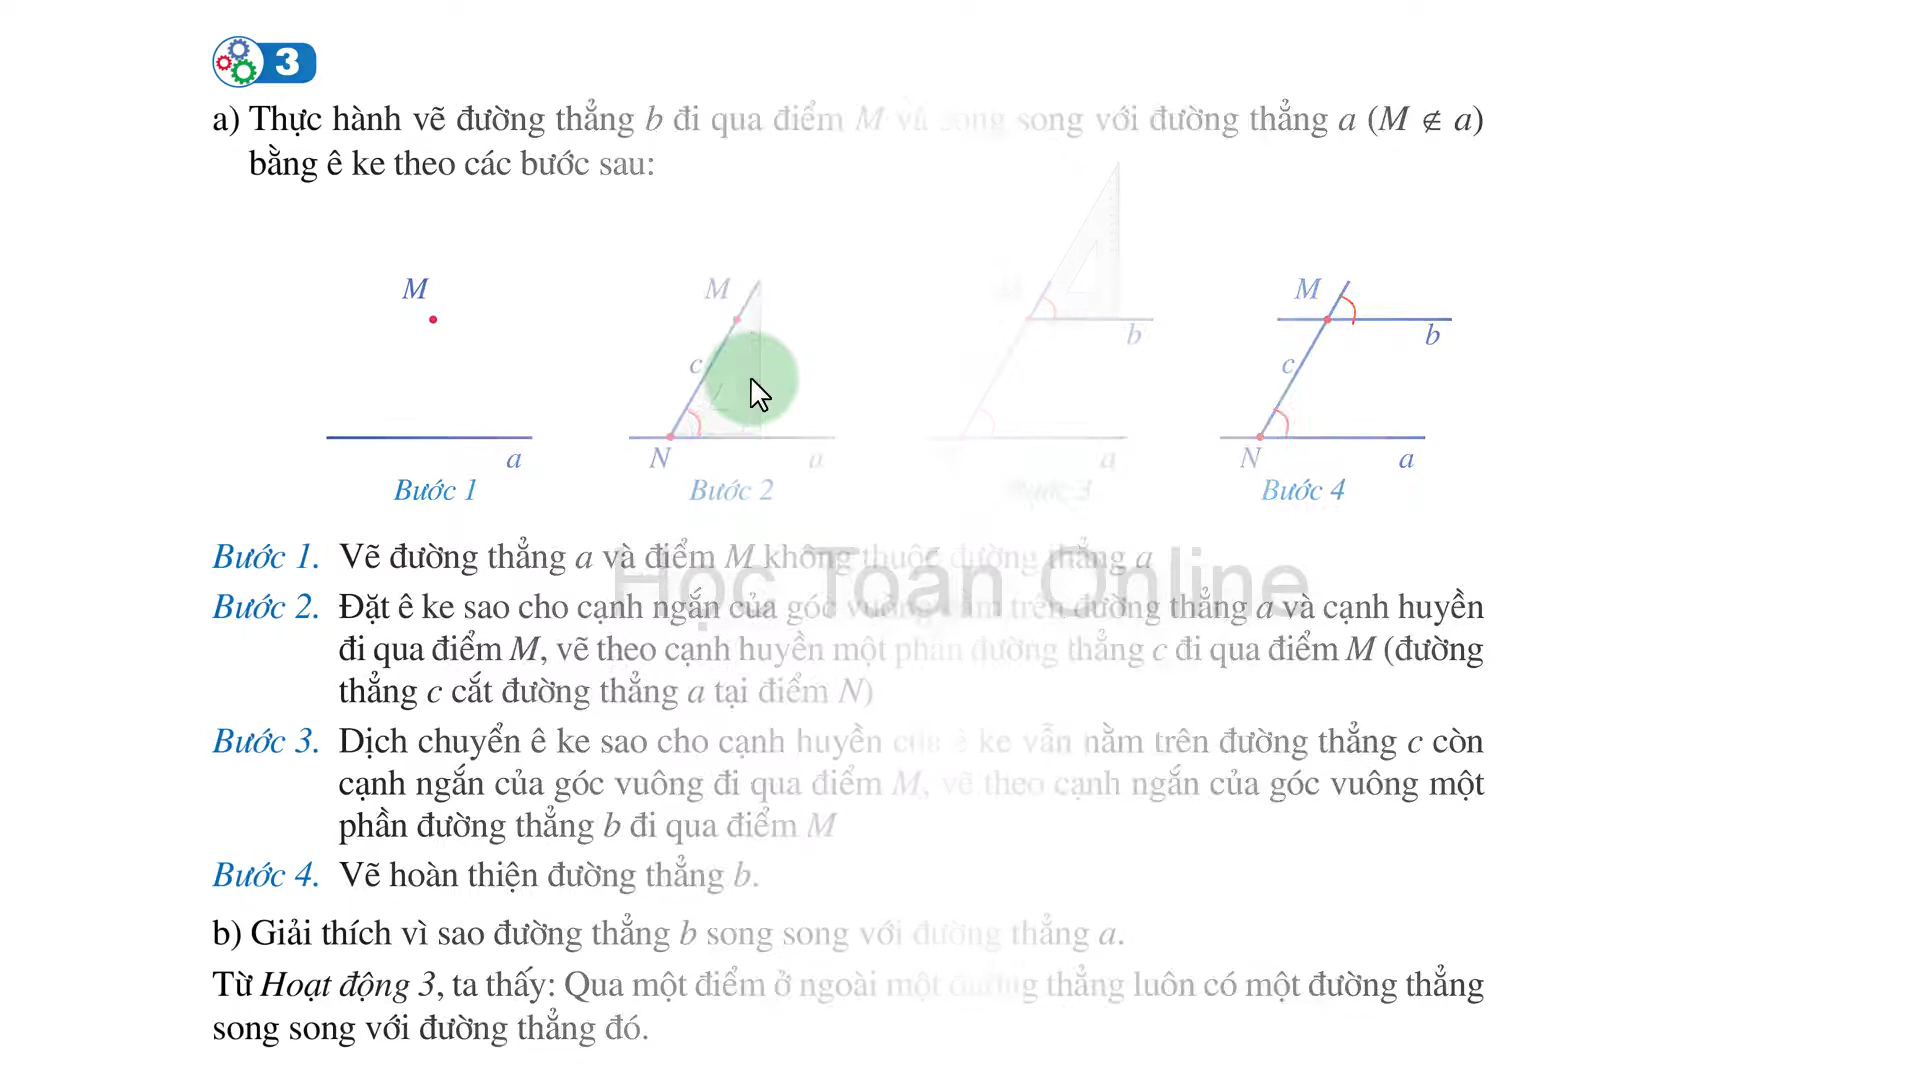 3
a) Thực hành vẽ đường thẳng b đi qua điểm M và song song với đường thẳng a (M ∉ a)
bằng ê ke theo các bước sau:
M
a
Bước 1
M
c
N
a
Bước 2
b
a
Bước 3
M
b
c
N
a
Bước 4
Bước 1. Vẽ đường thẳng a và điểm M không thuộc đường thẳng a
Học Toán Online
Bước 2. Đặt ê ke sao cho cạnh ngắn của góc vuông nằm trên đường thẳng a và cạnh huyền
đi qua điểm M, vẽ theo cạnh huyền một phần đường thẳng c đi qua điểm M (đường
thẳng c cắt đường thẳng a tại điểm N)
Bước 3. Dịch chuyển ê ke sao cho cạnh huyền của ê ke vẫn nằm trên đường thẳng c còn
cạnh ngắn của góc vuông đi qua điểm M, vẽ theo cạnh ngắn của góc vuông một
phần đường thẳng b đi qua điểm M
Bước 4. Vẽ hoàn thiện đường thẳng b.
b) Giải thích vì sao đường thẳng b song song với đường thẳng a.
Từ Hoạt động 3, ta thấy: Qua một điểm ở ngoài một đường thẳng luôn có một đường thẳng
song song với đường thẳng đó.